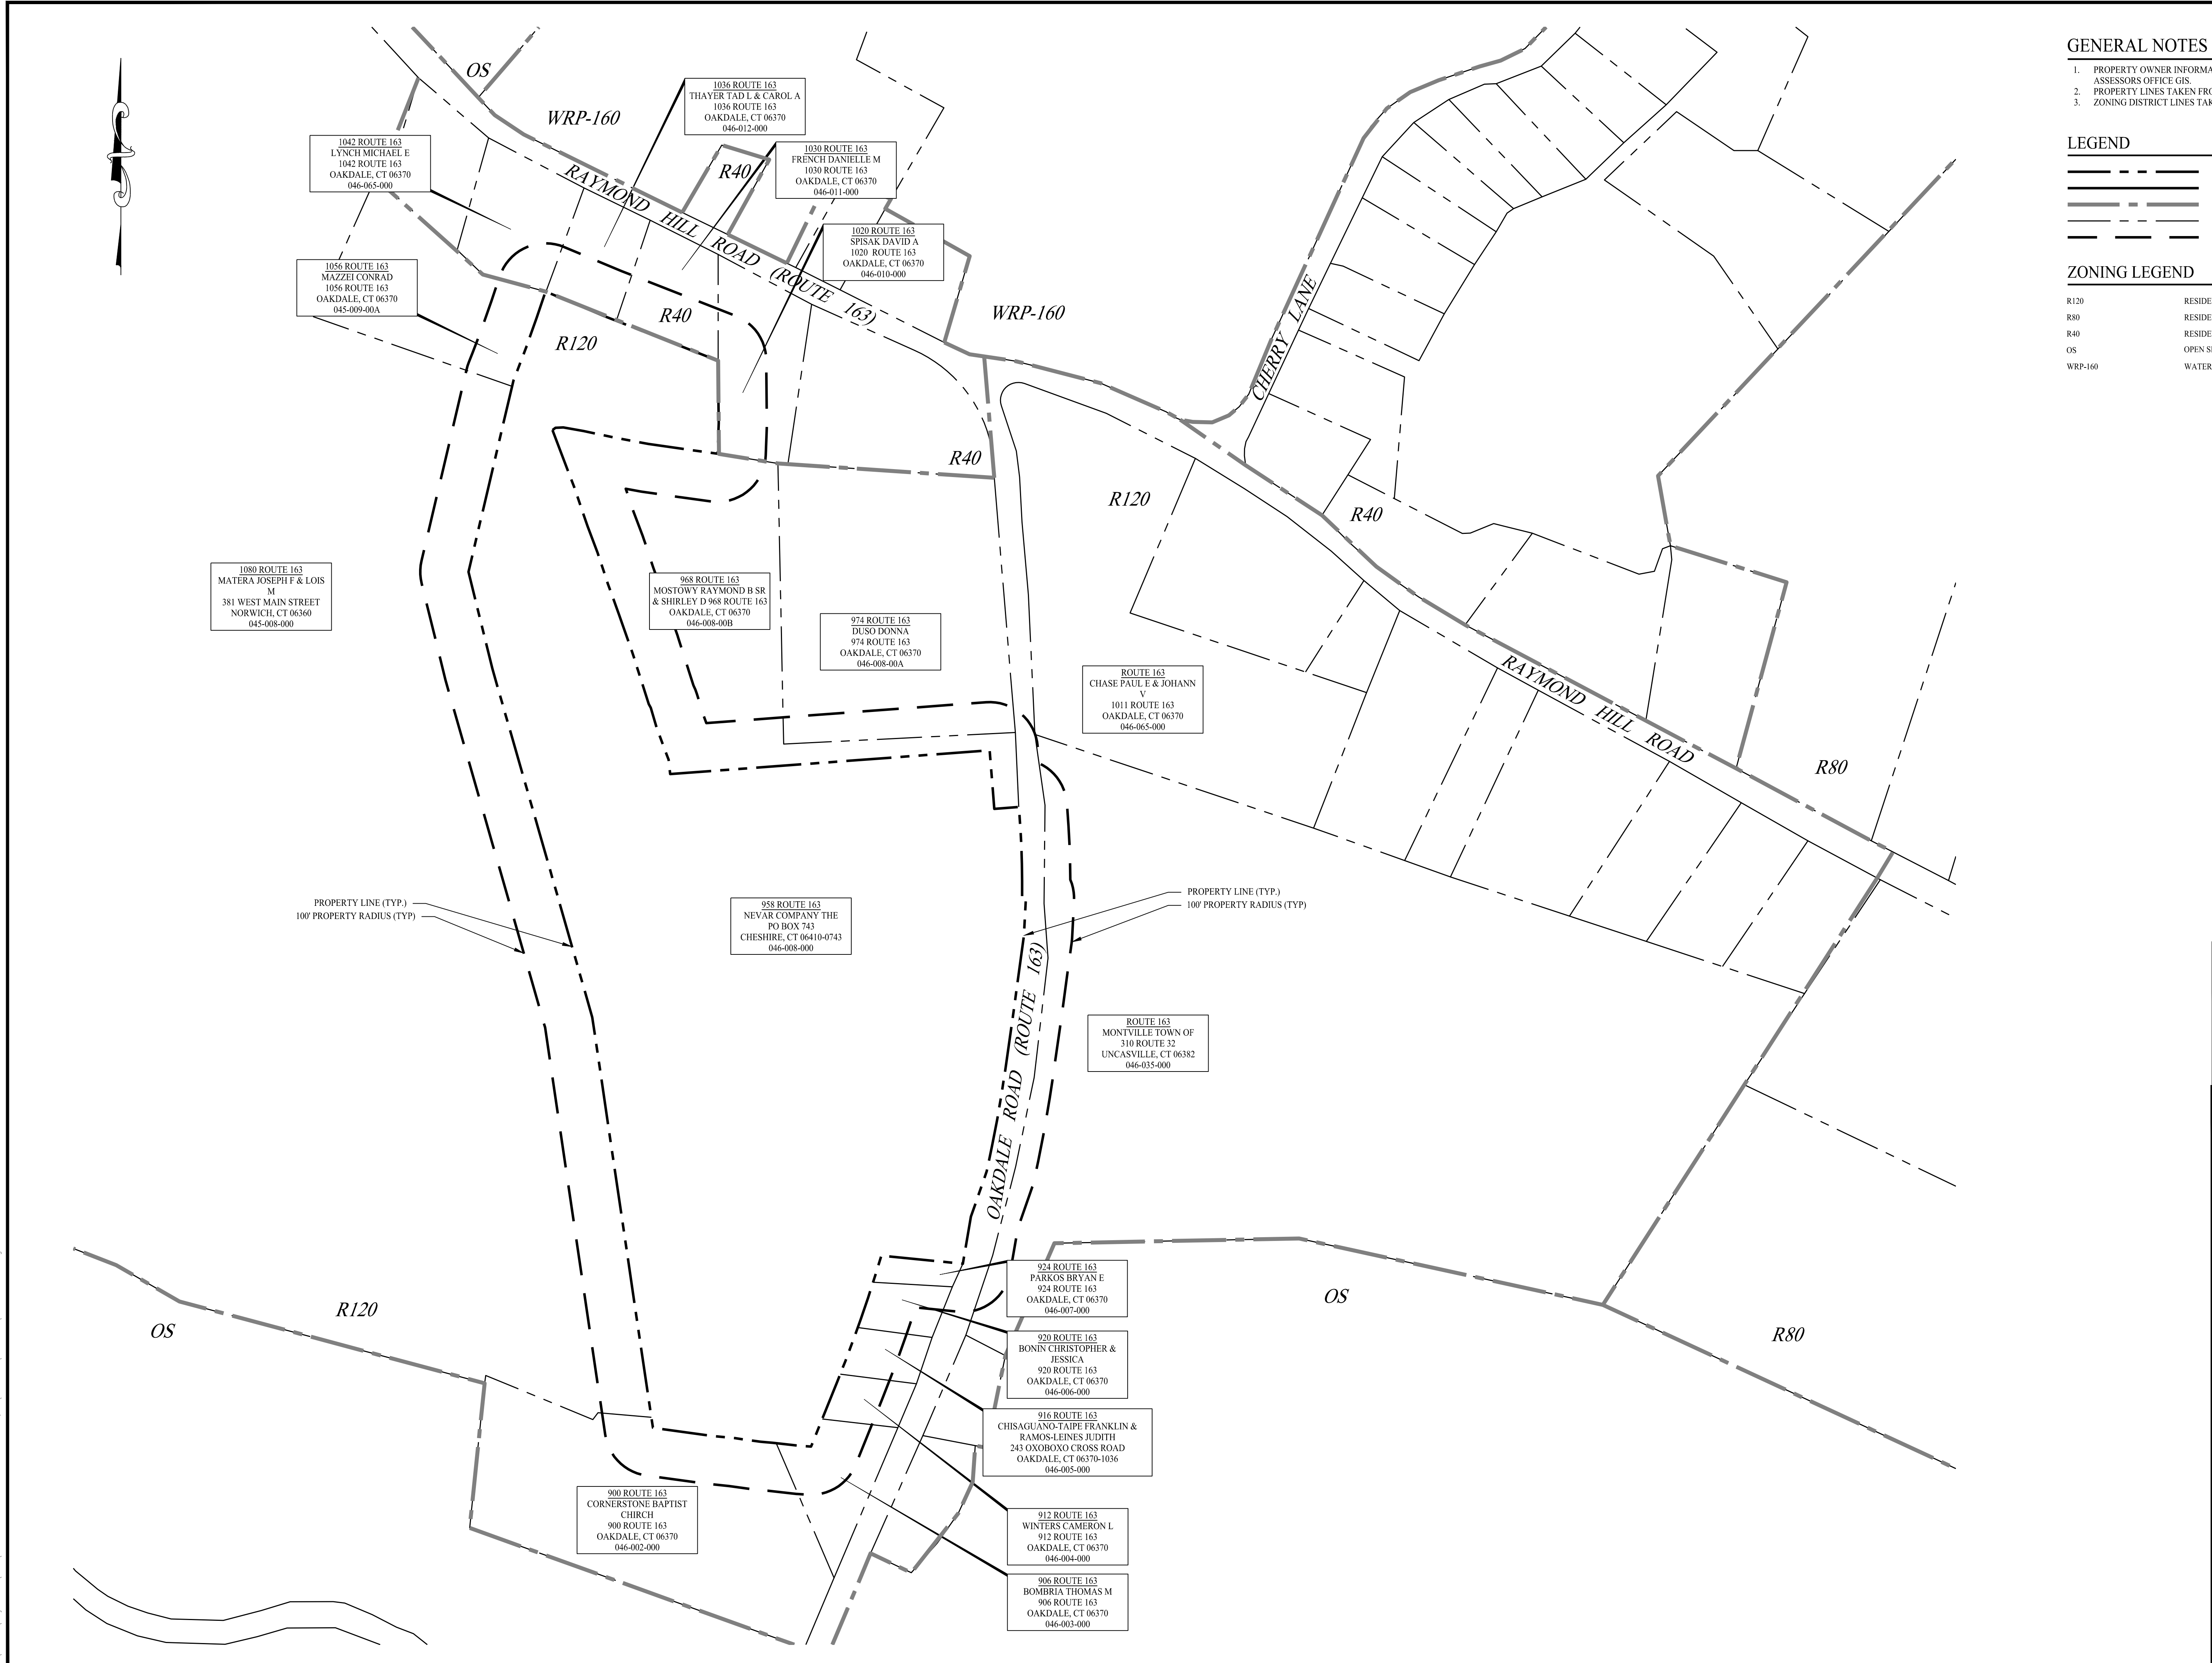 OS
WRP-160
1036 ROUTE 163
THAYER TAD L & CAROL A
1036 ROUTE 163
OAKDALE, CT 06370
046-012-000
1042 ROUTE 163
LYNCH MICHAEL E
1042 ROUTE 163
OAKDALE, CT 06370
046-065-000
R40
1030 ROUTE 163
FRENCH DANIELLE M
1030 ROUTE 163
OAKDALE, CT 06370
046-011-000
RAYMOND HILL ROAD (ROUTE 163)
1020 ROUTE 163
SPISAK DAVID A
1020 ROUTE 163
OAKDALE, CT 06370
046-010-000
1056 ROUTE 163
MAZZEI CONRAD
1056 ROUTE 163
OAKDALE, CT 06370
045-009-00A
R40
R120
WRP-160
CHERRY LANE
R40
R120
R40
1080 ROUTE 163
MATERA JOSEPH F & LOIS
M
381 WEST MAIN STREET
NORWICH, CT 06360
045-008-000
968 ROUTE 163
MOSTOWY RAYMOND B SR
& SHIRLEY D 968 ROUTE 163
OAKDALE, CT 06370
046-008-00B
974 ROUTE 163
DUSO DONNA
974 ROUTE 163
OAKDALE, CT 06370
046-008-00A
ROUTE 163
CHASE PAUL E & JOHANN
V
1011 ROUTE 163
OAKDALE, CT 06370
046-065-000
RAYMOND HILL ROAD
R80
PROPERTY LINE (TYP.)
100' PROPERTY RADIUS (TYP)
958 ROUTE 163
NEVAR COMPANY THE
PO BOX 743
CHESHIRE, CT 06410-0743
046-008-000
PROPERTY LINE (TYP.)
100' PROPERTY RADIUS (TYP)
OAKDALE ROAD (ROUTE 163)
ROUTE 163
MONTVILLE TOWN OF
310 ROUTE 32
UNCASVILLE, CT 06382
046-035-000
R120
OS
OS
R80
924 ROUTE 163
PARKOS BRYAN E
924 ROUTE 163
OAKDALE, CT 06370
046-007-000
920 ROUTE 163
BONIN CHRISTOPHER &
JESSICA
920 ROUTE 163
OAKDALE, CT 06370
046-006-000
916 ROUTE 163
CHISAGUANO-TAIPE FRANKLIN &
RAMOS-LEINES JUDITH
243 OXOBOXO CROSS ROAD
OAKDALE, CT 06370-1036
046-005-000
900 ROUTE 163
CORNERSTONE BAPTIST
CHIRCH
900 ROUTE 163
OAKDALE, CT 06370
046-002-000
912 ROUTE 163
WINTERS CAMERON L
912 ROUTE 163
OAKDALE, CT 06370
046-004-000
906 ROUTE 163
BOMBRIA THOMAS M
906 ROUTE 163
OAKDALE, CT 06370
046-003-000
GENERAL NOTES
1. PROPERTY OWNER INFORMA
ASSESSORS OFFICE GIS.
2. PROPERTY LINES TAKEN FRO
3. ZONING DISTRICT LINES TAK
LEGEND
ZONING LEGEND
R120 RESIDE
R80 RESIDE
R40 RESIDE
OS OPEN S
WRP-160 WATER